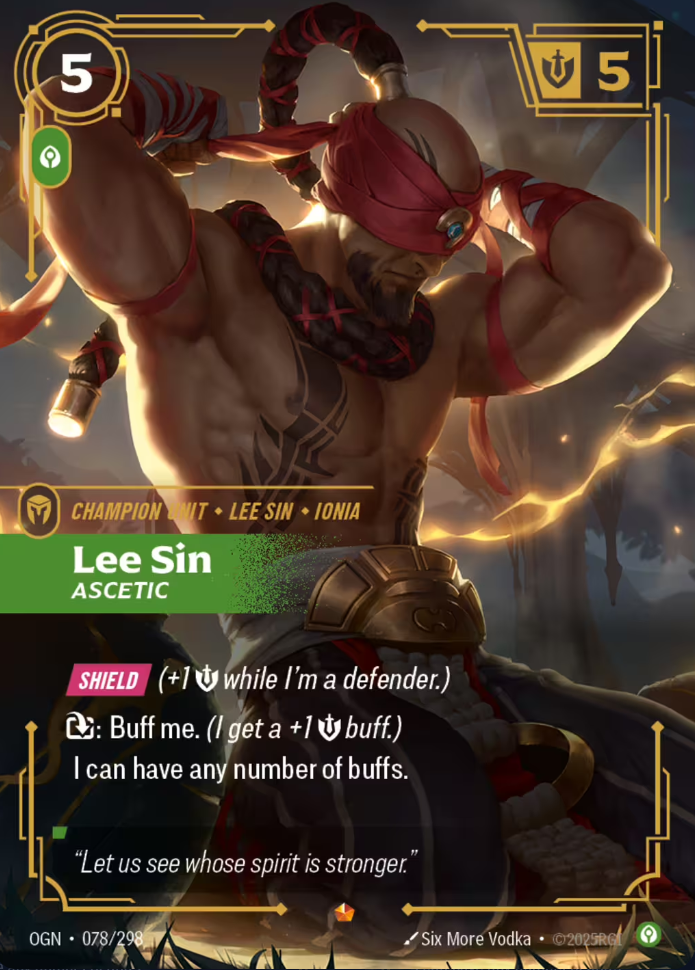 5
5
CHAMPION UNIT • LEE SIN • IONIA
Lee Sin
ASCETIC
SHIELD (+1 while I'm a defender.)
: Buff me. (I get a +1 buff.)
I can have any number of buffs.
“Let us see whose spirit is stronger.”
OGN • 078/298 Six More Vodka • ©2025RGI